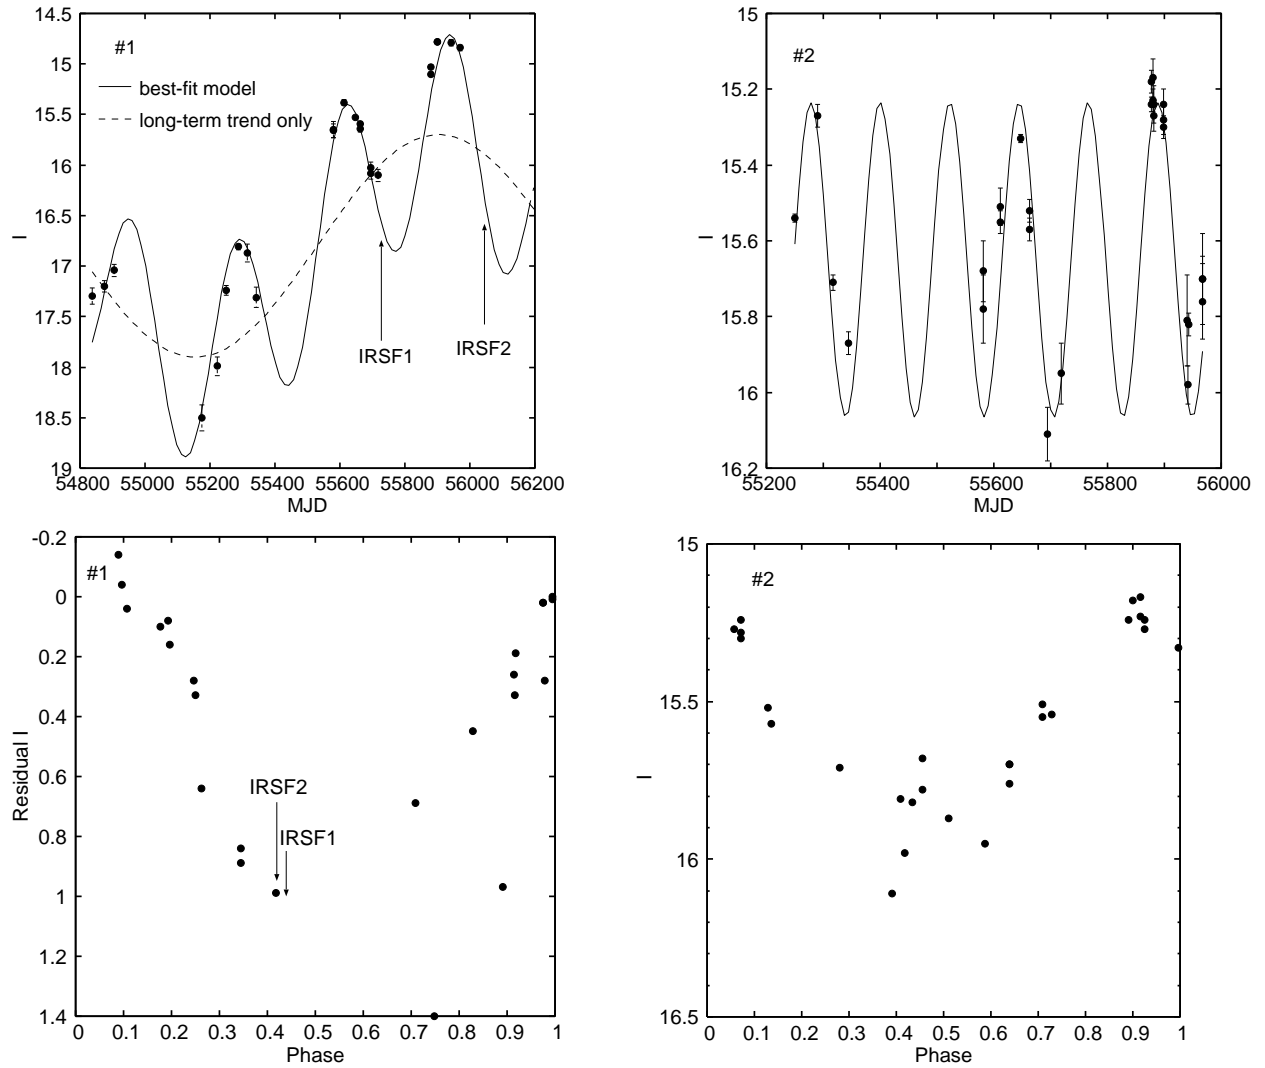 14.5
15
15.5
16
16.5
17
17.5
18
18.5
19
I
#1
best-fit model
long-term trend only
IRSF1
IRSF2
54800 55000 55200 55400 55600 55800 56000 56200
MJD
15
15.2
15.4
15.6
15.8
16
16.2
I
#2
55200 55400 55600 55800 56000
MJD
-0.2
0
0.2
0.4
0.6
0.8
1
1.2
1.4
Residual I
#1
IRSF2
IRSF1
0 0.1 0.2 0.3 0.4 0.5 0.6 0.7 0.8 0.9 1
Phase
15
15.5
16
16.5
I
#2
0 0.1 0.2 0.3 0.4 0.5 0.6 0.7 0.8 0.9 1
Phase